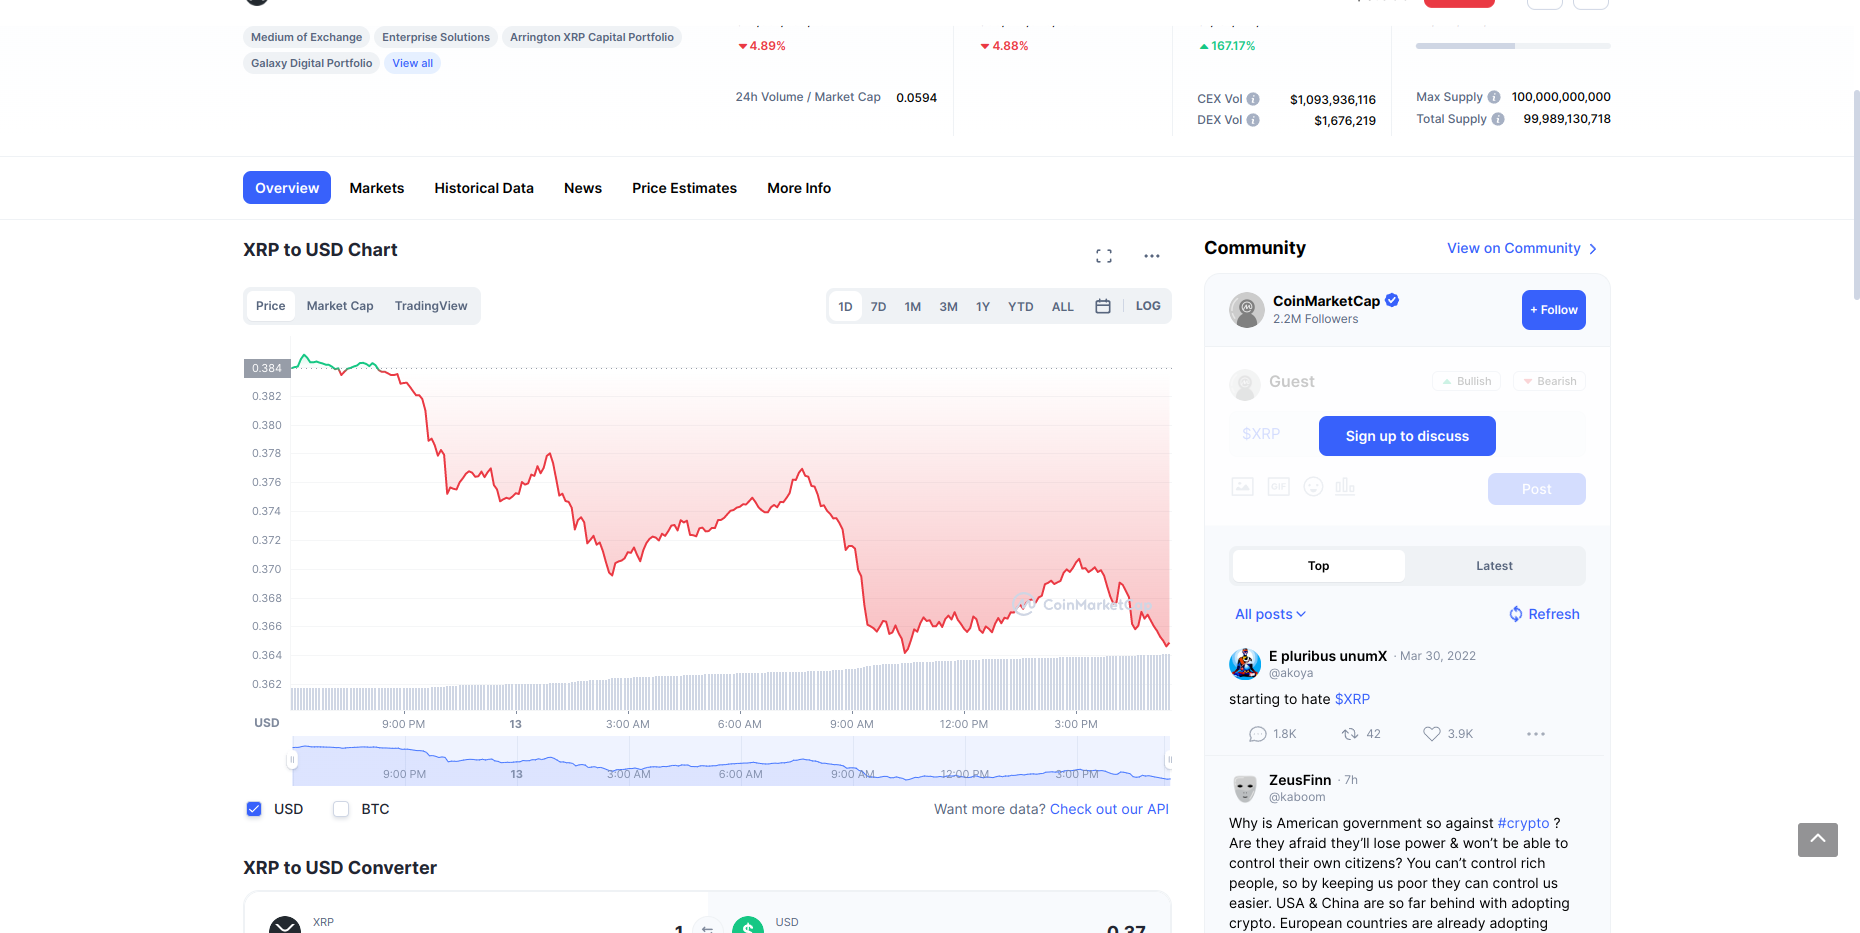 Medium of Exchange Enterprise Solutions Arrington XRP Capital Portfolio
Galaxy Digital Portfolio View all
4.89%
24h Volume / Market Cap 0.0594
4.88%
167.17%
CEX Vol $1,093,936,116
DEX Vol $1,676,219
Max Supply 100,000,000,000
Total Supply 99,989,130,718
Overview Markets Historical Data News Price Estimates More Info
XRP to USD Chart
Price Market Cap TradingView
1D 7D 1M 3M 1Y YTD ALL LOG
0.384
0.382
0.380
0.378
0.376
0.374
0.372
0.370
0.368
0.366
0.364
0.362
CoinMarketCap
USD 9:00 PM 13 3:00 AM 6:00 AM 9:00 AM 12:00 PM 3:00 PM
9:00 PM 13 3:00 AM 6:00 AM 9:00 AM 12:00 PM 3:00 PM
USD BTC
Want more data? Check out our API
XRP to USD Converter
XRP 1
USD 0.37
Community View on Community
CoinMarketCap
2.2M Followers
+ Follow
Guest Bullish Bearish
$XRP
Sign up to discuss
GIF
Post
Top Latest
All posts Refresh
E pluribus unumX · Mar 30, 2022
@akoya
starting to hate $XRP
1.8K 42 3.9K
ZeusFinn · 7h
@kaboom
Why is American government so against #crypto ?
Are they afraid they’ll lose power & won’t be able to
control their own citizens? You can’t control rich
people, so by keeping us poor they can control us
easier. USA & China are so far behind with adopting
crypto. European countries are already adopting